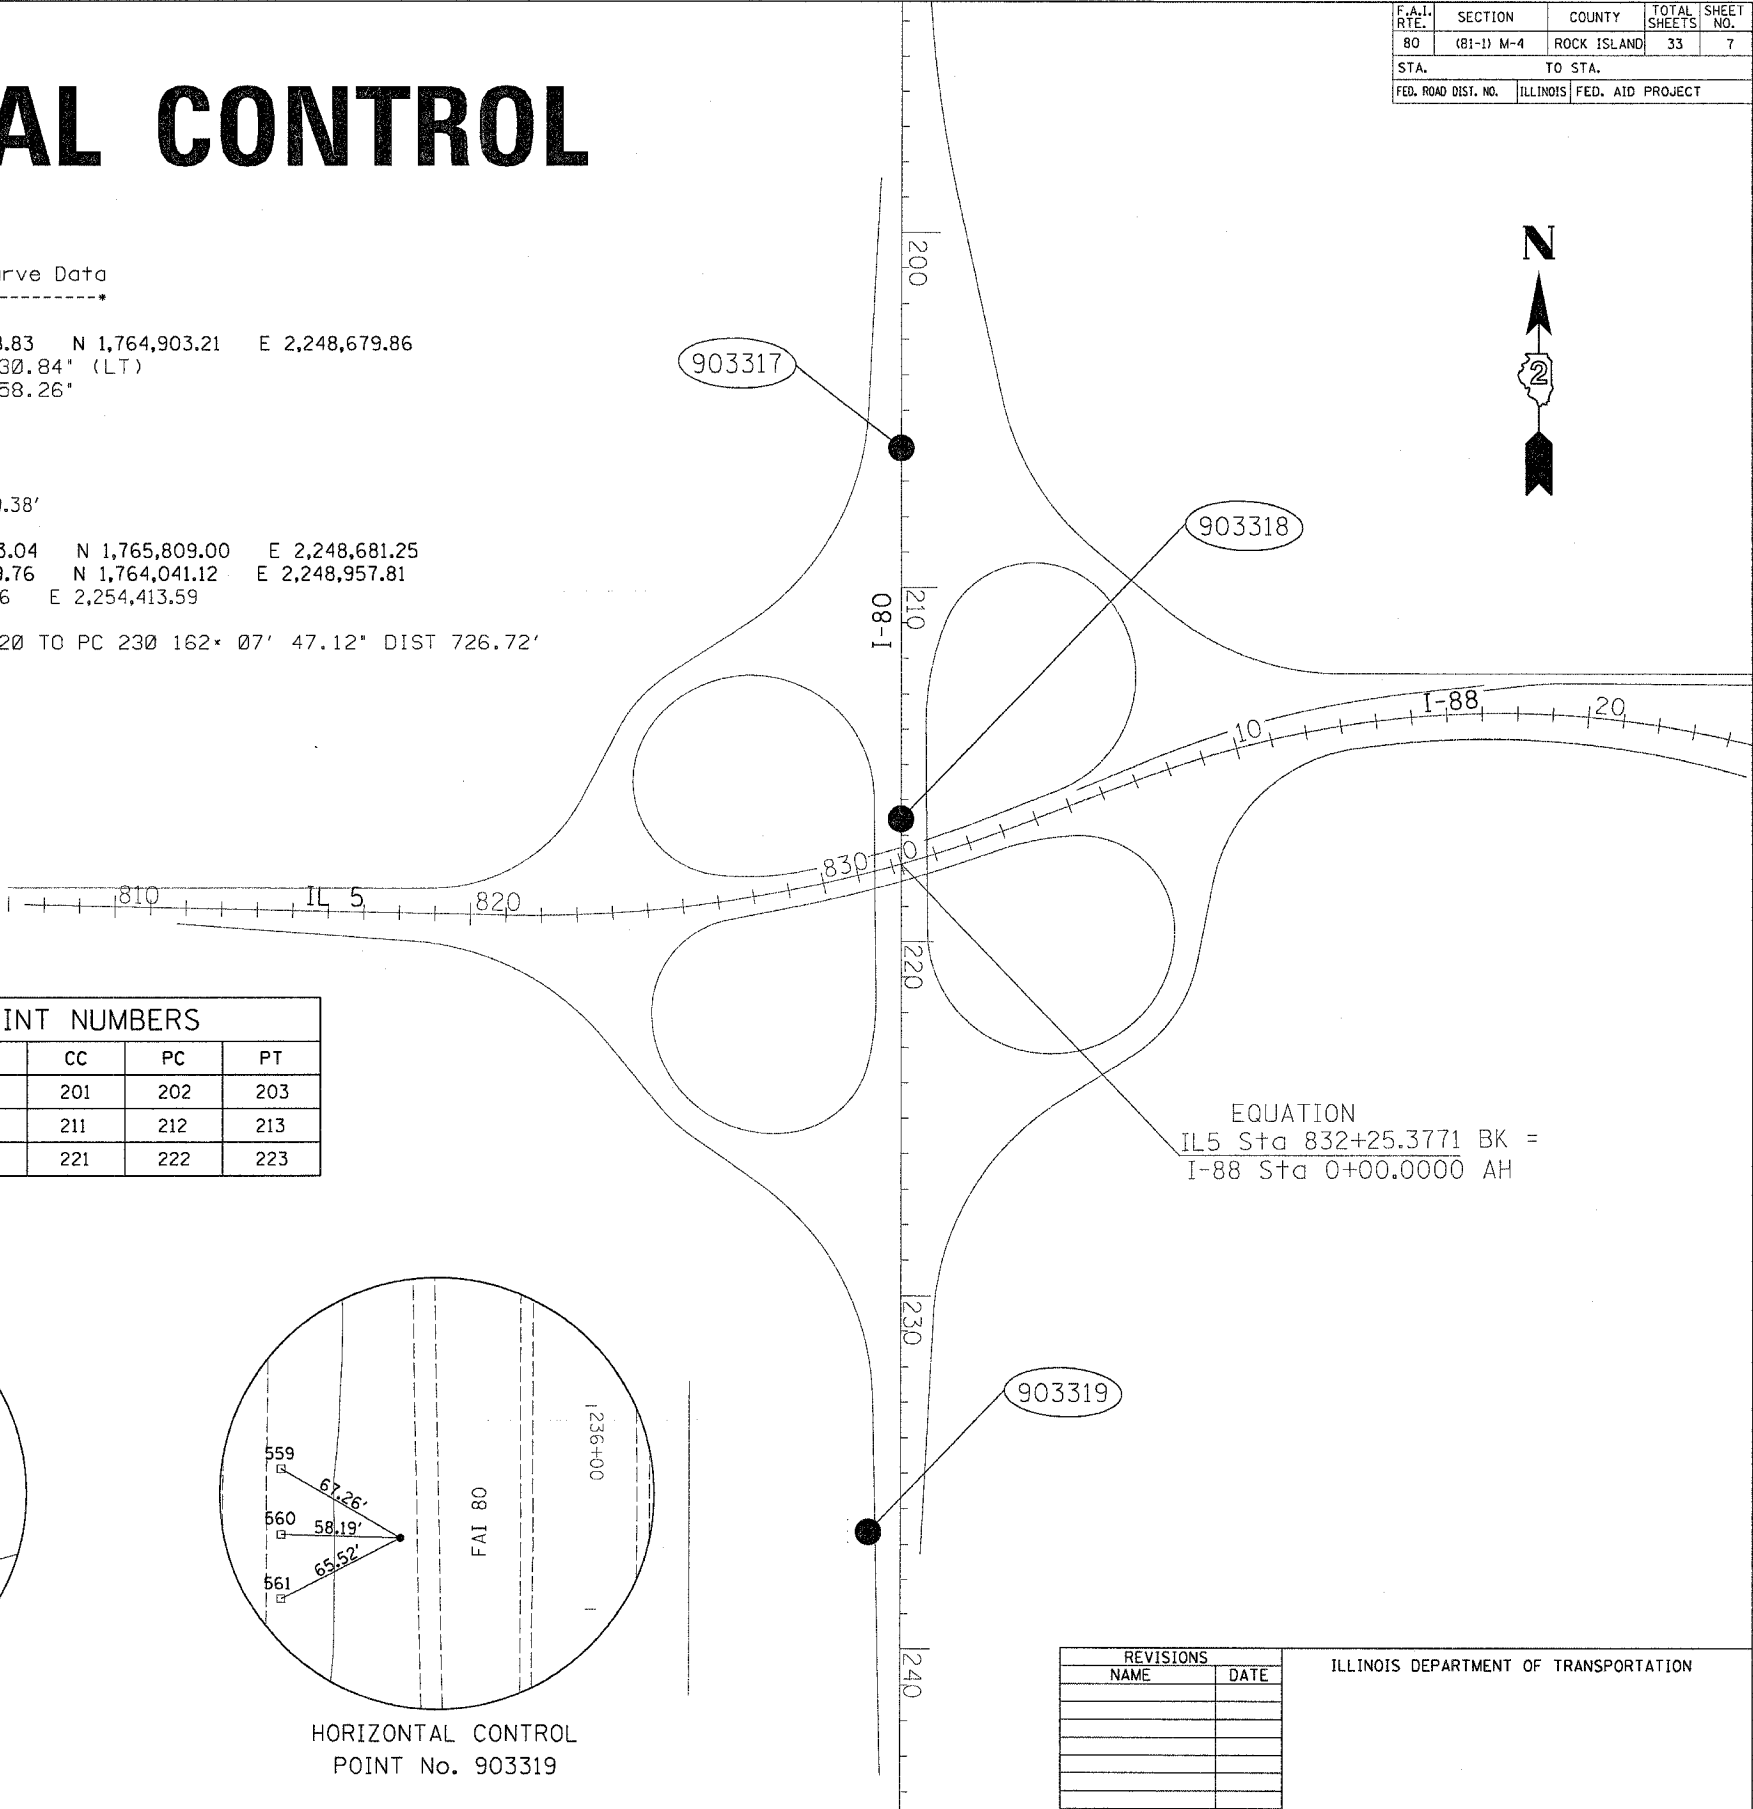 F.A.I. RTE. SECTION COUNTY TOTAL SHEETS SHEET NO.
80 (81-1) M-4 ROCK ISLAND 33 7
STA. TO STA.
FED. ROAD DIST. NO. ILLINOIS FED. AID PROJECT
AL CONTROL
N
2
rve Data
---------*
.83 N 1,764,903.21 E 2,248,679.86
30.84" (LT)
58.26"
.38'
3.04 N 1,765,809.00 E 2,248,681.25
9.76 N 1,764,041.12 E 2,248,957.81
6 E 2,254,413.59
20 TO PC 230 162* 07' 47.12" DIST 726.72'
200
903317
903318
210
I-80
I-88
20
10
0
830
810
IL 5
820
220
INT NUMBERS
CC PC PT
201 202 203
211 212 213
221 222 223
EQUATION
IL5 Sta 832+25.3771 BK =
I-88 Sta 0+00.0000 AH
230
903319
236+00
559
67.26'
560
58.19'
561
65.52'
FAI 80
HORIZONTAL CONTROL
POINT No. 903319
240
REVISIONS
NAME DATE
ILLINOIS DEPARTMENT OF TRANSPORTATION